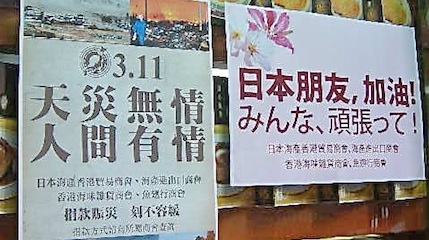 3.11
天災無情
人間有情
日本海產香港貿易商會、海產進出口商會
香港海味雜貨商會、魚翅行商會
捐款賑災 刻不容緩
日本朋友,加油!
みんな、頑張って!
日本海產香港貿易商會、海產進出口商會
香港海味雜貨商會、魚翅行商會